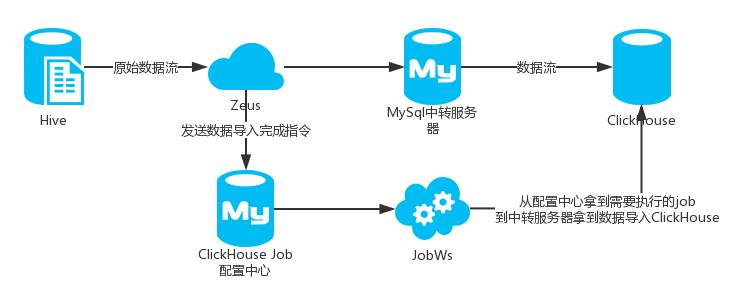 原始数据流
数据流
My
Hive
Zeus
MySql中转服务
器
ClickHouse
发送数据导入完成指令
My
从配置中心拿到需要执行的job
到中转服务器拿到数据导入ClickHouse
ClickHouse Job
配置中心
JobWs